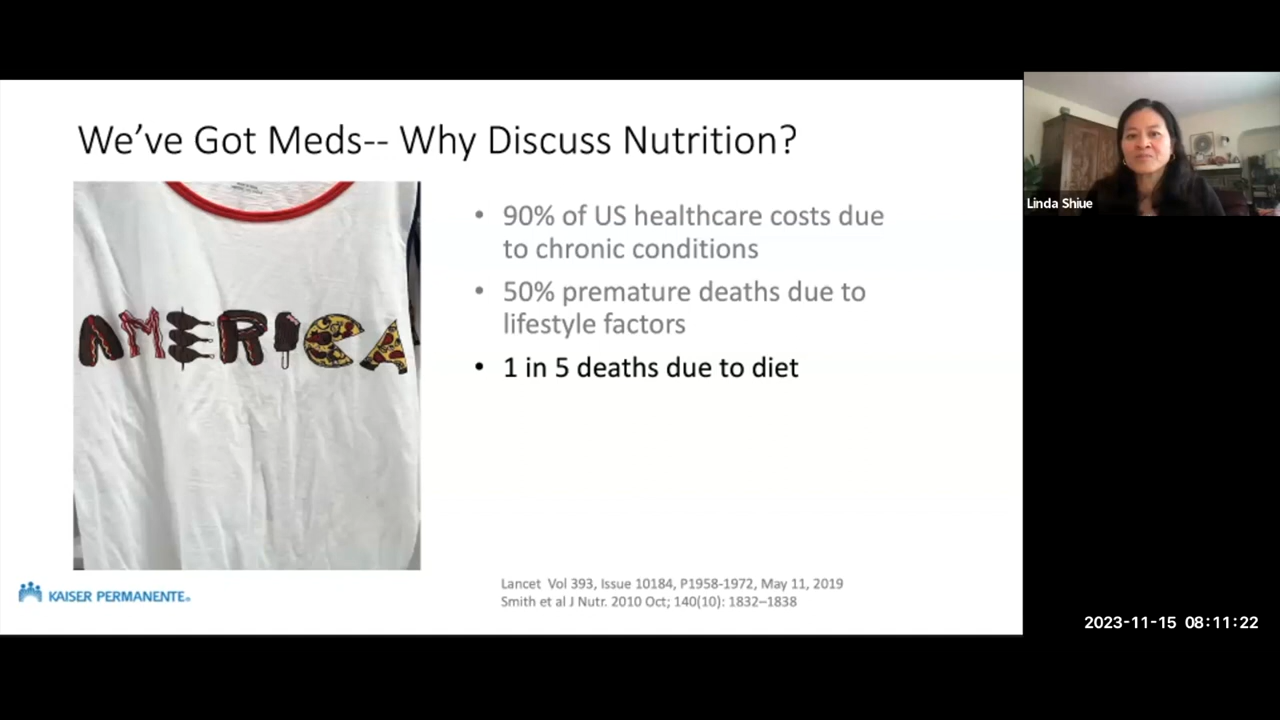 We've Got Meds-- Why Discuss Nutrition?
AMERICA
• 90% of US healthcare costs due
to chronic conditions
• 50% premature deaths due to
lifestyle factors
• 1 in 5 deaths due to diet
Lancet Vol 393, Issue 10184, P1958-1972, May 11, 2019
Smith et al J Nutr. 2010 Oct; 140(10): 1832–1838
KAISER PERMANENTE®
Linda Shiue
2023-11-15 08:11:22